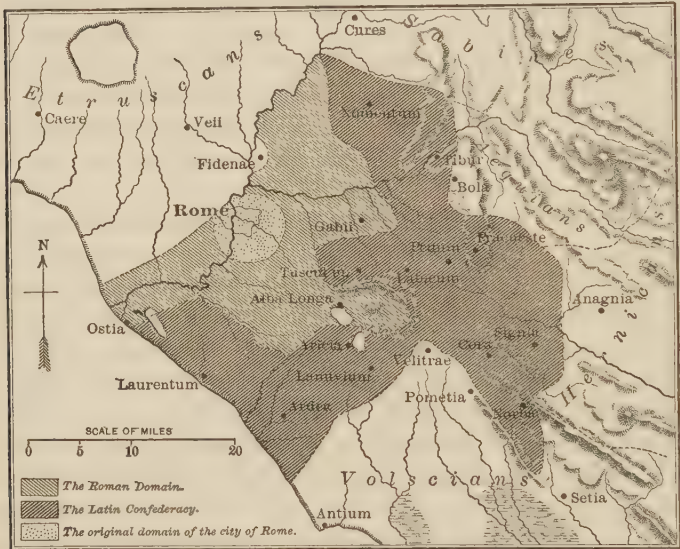 Cures
Sabines
Etruscans
Caere
Veii
Nomentum
Fidenae
Tibur
Bola
Aequians
Rome
Gabii
Pedum
Praeneste
Tusculum
Labicum
Alba Longa
Anagnia
Hernicans
N
Ostia
Aricia
Signia
Cora
Velitrae
Lanuvium
Laurentum
Pometia
Ardea
Norba
SCALE OF MILES
0 5 10 20
Volscians
The Roman Domain.
The Latin Confederacy.
Setia
Antium
The original domain of the city of Rome.